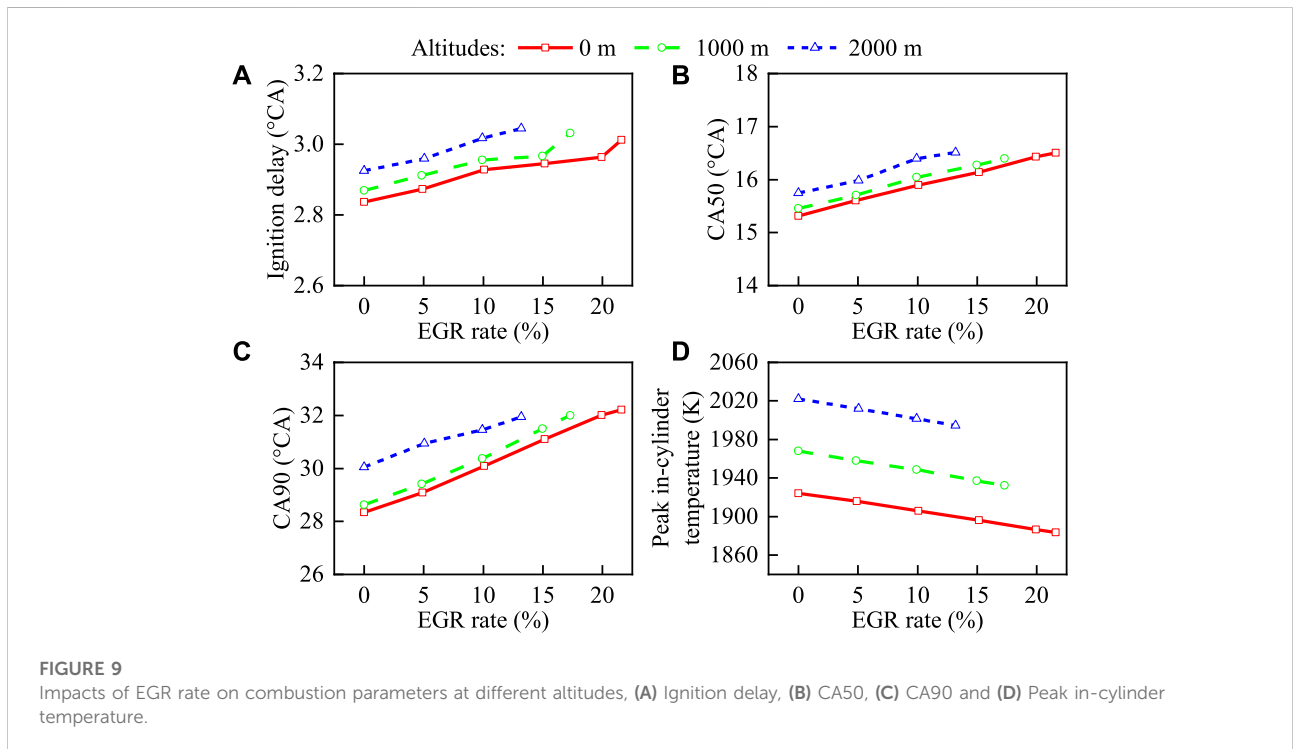 Altitudes: 0 m 1000 m 2000 m
A
3.2
3.0
2.8
2.6
Ignition delay (°CA)
0 5 10 15 20
EGR rate (%)
B
18
17
16
15
14
CA50 (°CA)
0 5 10 15 20
EGR rate (%)
C
34
32
30
28
26
CA90 (°CA)
0 5 10 15 20
EGR rate (%)
D
2060
2020
1980
1940
1900
1860
Peak in-cylinder
temperature (K)
0 5 10 15 20
EGR rate (%)
FIGURE 9
Impacts of EGR rate on combustion parameters at different altitudes, (A) Ignition delay, (B) CA50, (C) CA90 and (D) Peak in-cylinder
temperature.